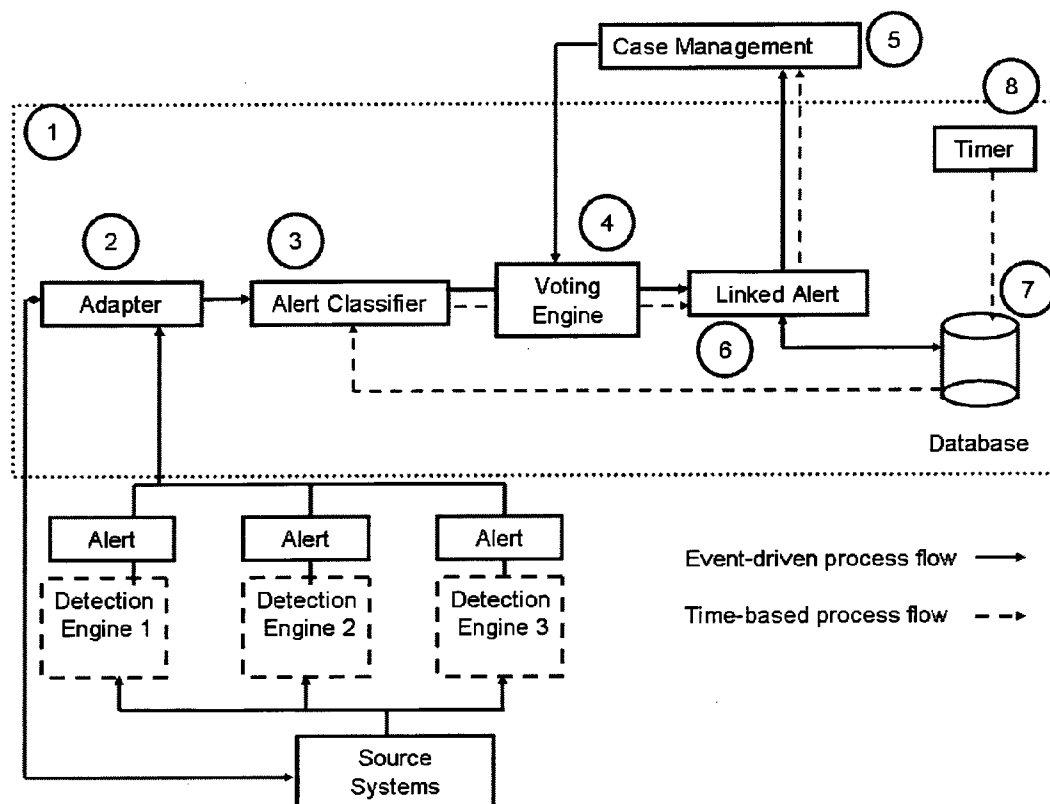 Case Management
5
8
1
Timer
4
2
3
7
Adapter
Alert Classifier
Voting
Engine
Linked Alert
6
Database
Alert
Alert
Alert
Event-driven process flow
Detection
Engine 1
Detection
Engine 2
Detection
Engine 3
Time-based process flow
Source
Systems